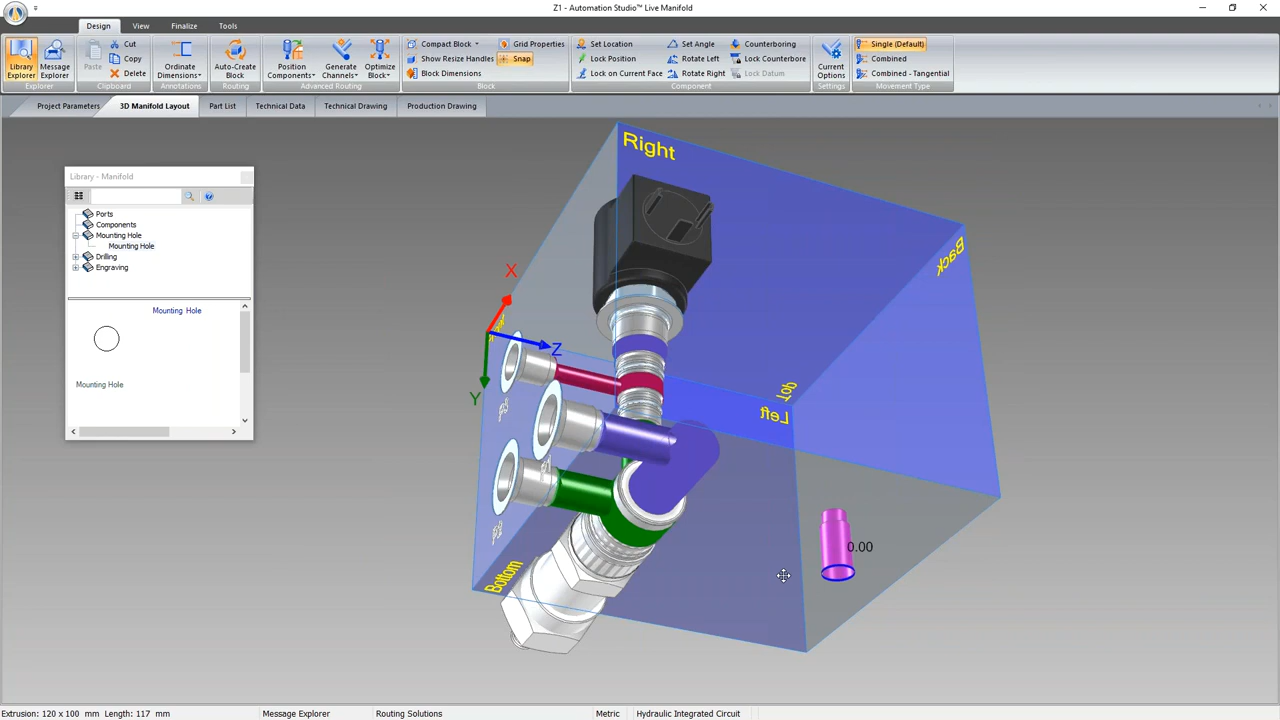 Z1 - Automation Studio™ Live Manifold
Design View Finalize Tools
Library Explorer
Message Explorer
Explorer
Paste
Cut
Copy
Delete
Clipboard
Ordinate Dimensions
Annotations
Auto-Create Block
Routing
Position Components
Generate Channels
Optimize Block
Advanced Routing
Compact Block
Show Resize Handles
Block Dimensions
Grid Properties
Snap
Block
Set Location
Lock Position
Lock on Current Face
Set Angle
Rotate Left
Rotate Right
Counterboring
Lock Counterbore
Lock Datum
Component
Current Options
Settings
Single (Default)
Combined
Combined - Tangential
Movement Type
Project Parameters 3D Manifold Layout Part List Technical Data Technical Drawing Production Drawing
Library - Manifold
Ports
Components
Mounting Hole
Mounting Hole
Drilling
Engraving
Mounting Hole
Mounting Hole
Right
Back
Top
Left
Bottom
X
Z
Y
0.00
Extrusion: 120 x 100 mm Length: 117 mm Message Explorer Routing Solutions Metric Hydraulic Integrated Circuit